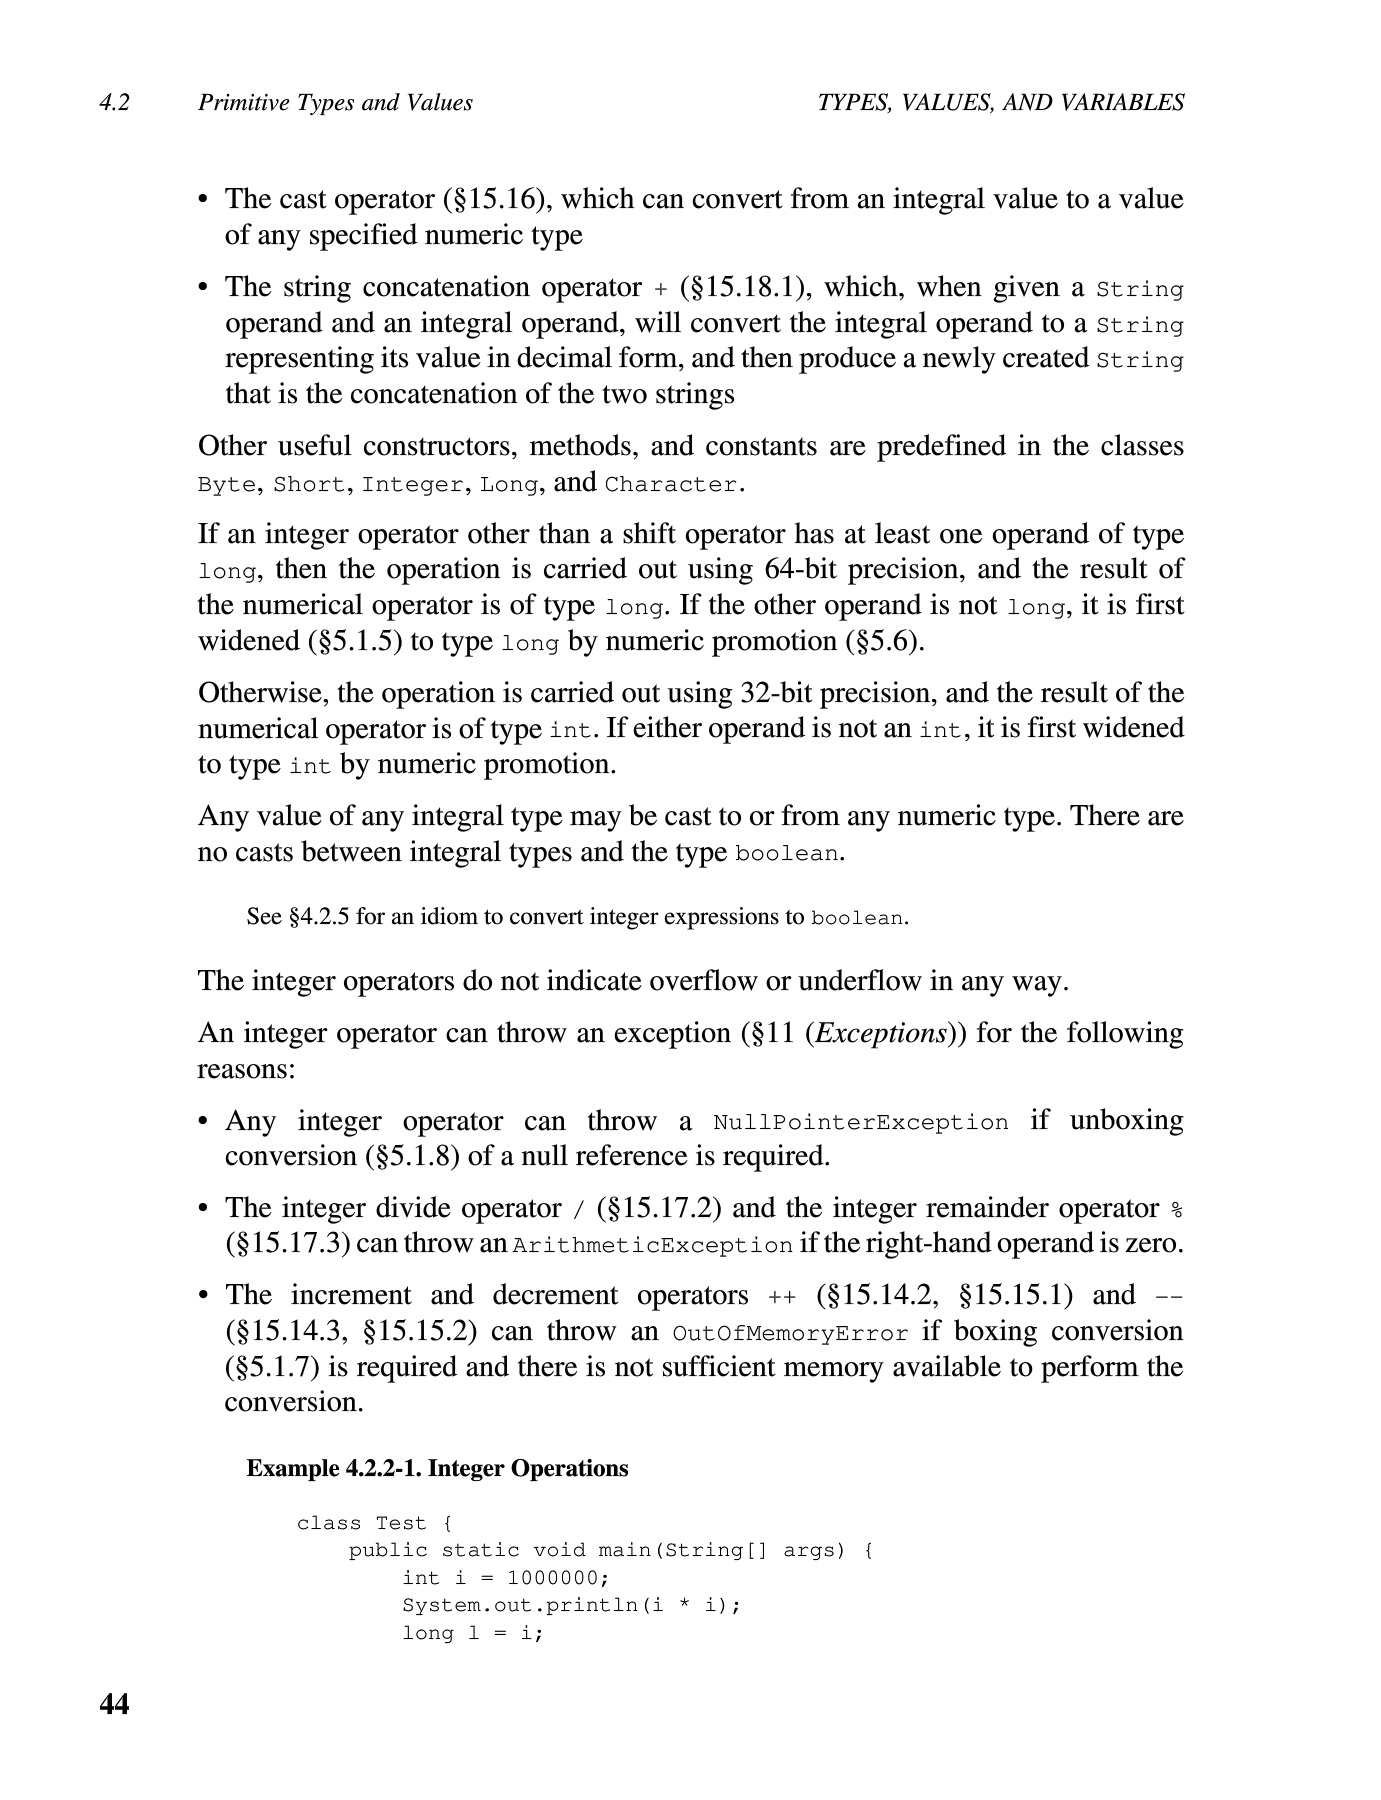 4.2 Primitive Types and Values TYPES, VALUES, AND VARIABLES
• The cast operator (§15.16), which can convert from an integral value to a value
of any specified numeric type
• The string concatenation operator + (§15.18.1), which, when given a String
operand and an integral operand, will convert the integral operand to a String
representing its value in decimal form, and then produce a newly created String
that is the concatenation of the two strings
Other useful constructors, methods, and constants are predefined in the classes
Byte, Short, Integer, Long, and Character.
If an integer operator other than a shift operator has at least one operand of type
long, then the operation is carried out using 64-bit precision, and the result of
the numerical operator is of type long. If the other operand is not long, it is first
widened (§5.1.5) to type long by numeric promotion (§5.6).
Otherwise, the operation is carried out using 32-bit precision, and the result of the
numerical operator is of type int. If either operand is not an int, it is first widened
to type int by numeric promotion.
Any value of any integral type may be cast to or from any numeric type. There are
no casts between integral types and the type boolean.
See §4.2.5 for an idiom to convert integer expressions to boolean.
The integer operators do not indicate overflow or underflow in any way.
An integer operator can throw an exception (§11 (Exceptions)) for the following
reasons:
• Any integer operator can throw a NullPointerException if unboxing
conversion (§5.1.8) of a null reference is required.
• The integer divide operator / (§15.17.2) and the integer remainder operator %
(§15.17.3) can throw an ArithmeticException if the right-hand operand is zero.
• The increment and decrement operators ++ (§15.14.2, §15.15.1) and --
(§15.14.3, §15.15.2) can throw an OutOfMemoryError if boxing conversion
(§5.1.7) is required and there is not sufficient memory available to perform the
conversion.
Example 4.2.2-1. Integer Operations
class Test {
    public static void main(String[] args) {
        int i = 1000000;
        System.out.println(i * i);
        long l = i;
44